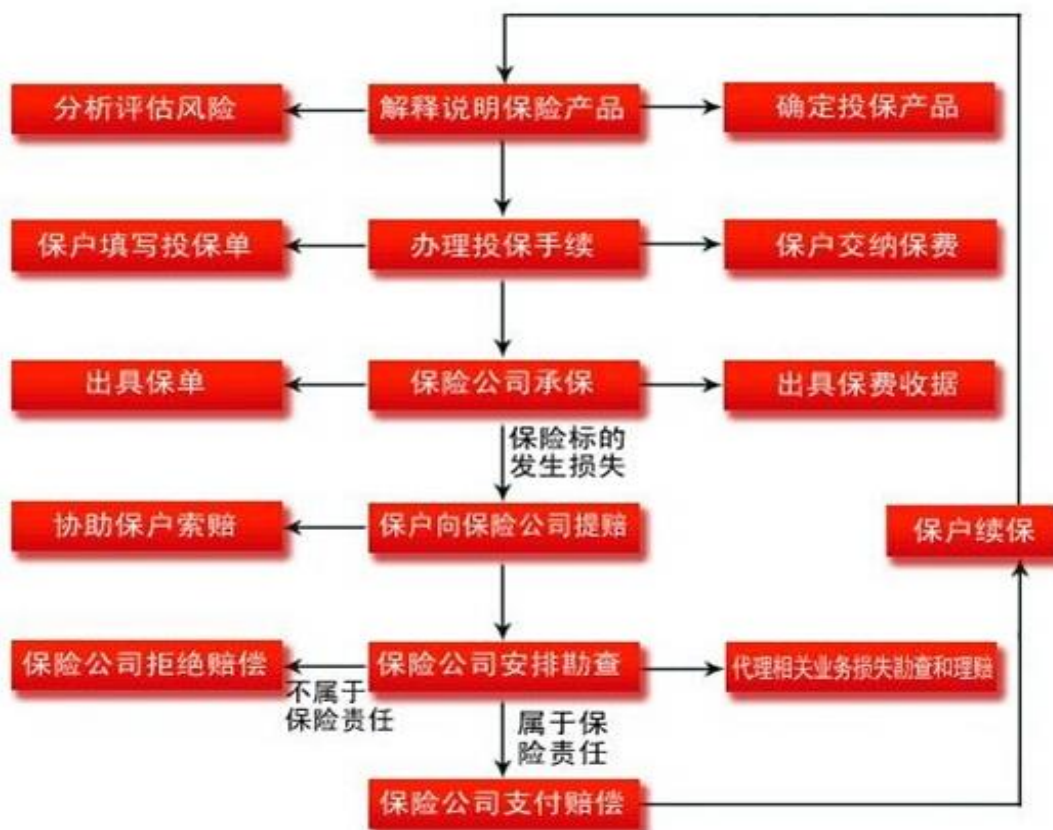 分析评估风险
解释说明保险产品
确定投保产品
保户填写投保单
办理投保手续
保户交纳保费
出具保单
保险公司承保
出具保费收据
保险标的
发生损失
协助保户索赔
保户向保险公司提赔
保户续保
保险公司拒绝赔偿
保险公司安排勘查
代理相关业务损失勘查和理赔
不属于
保险责任
属于保
险责任
保险公司支付赔偿